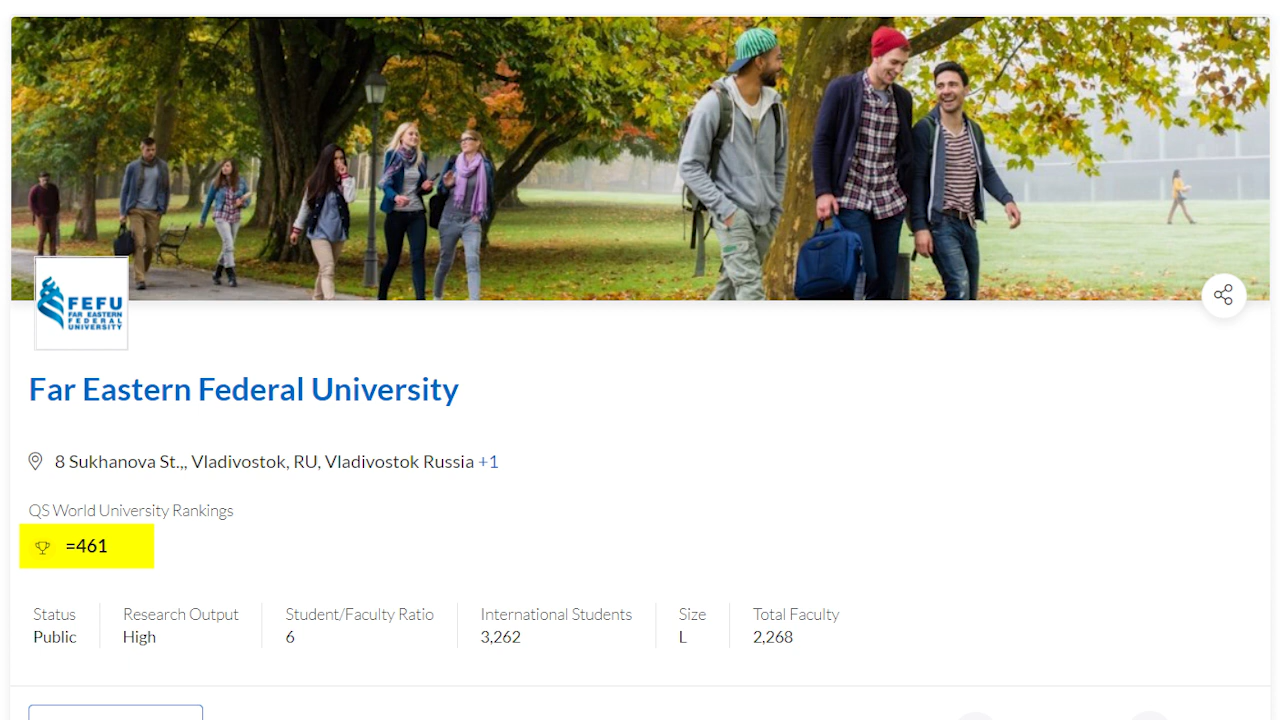 FEFU
FAR EASTERN
FEDERAL
UNIVERSITY
Far Eastern Federal University
8 Sukhanova St.,,, Vladivostok, RU, Vladivostok Russia +1
QS World University Rankings
=461
Status Research Output Student/Faculty Ratio International Students Size Total Faculty
Public High 6 3,262 L 2,268